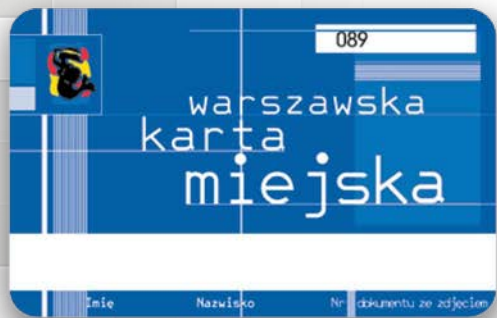 089
warszawska
karta
miejska
Imię Nazwisko Nr dokumentu ze zdjęciem